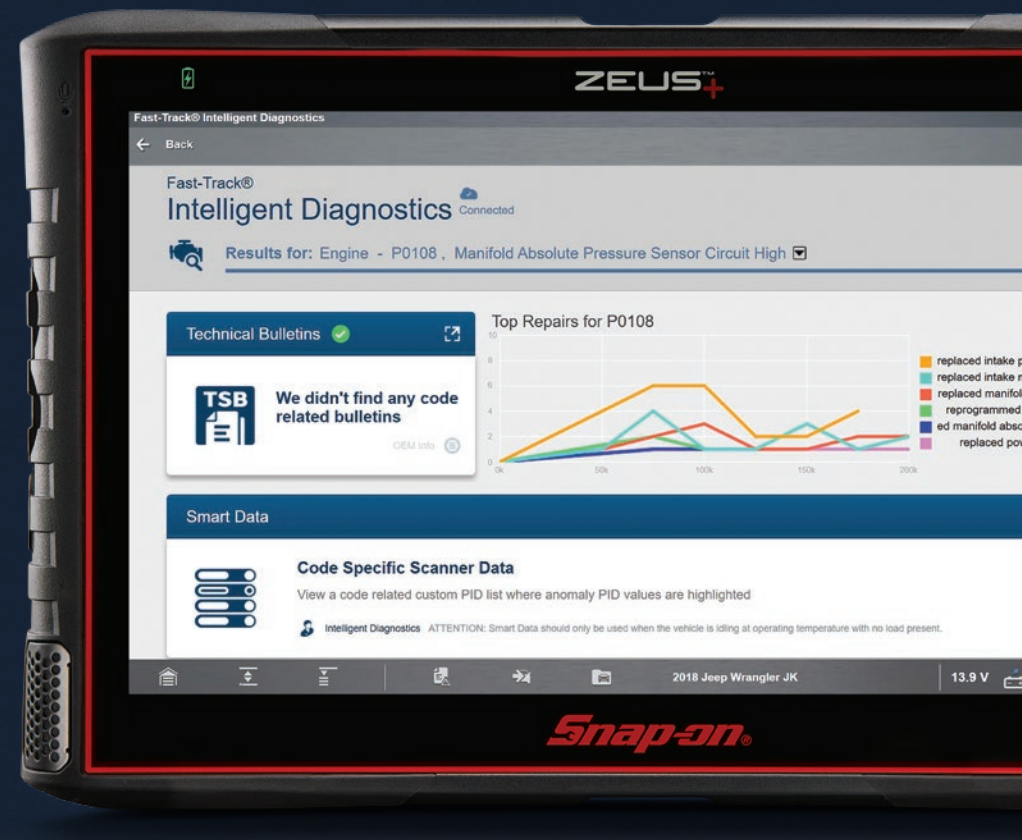 ZEUS™+
Fast-Track® Intelligent Diagnostics
← Back
Fast-Track®
Intelligent Diagnostics Connected
Results for: Engine - P0108 , Manifold Absolute Pressure Sensor Circuit High
Technical Bulletins
TSB
We didn't find any code
related bulletins
OEM Info
Top Repairs for P0108
10
8
6
4
2
0
0k 50k 100k 150k 200k
replaced intake p
replaced intake
replaced manifol
reprogrammed
ed manifold abso
replaced pov
Smart Data
Code Specific Scanner Data
View a code related custom PID list where anomaly PID values are highlighted
Intelligent Diagnostics ATTENTION: Smart Data should only be used when the vehicle is idling at operating temperature with no load present.
2018 Jeep Wrangler JK
13.9 V
Snap-on®